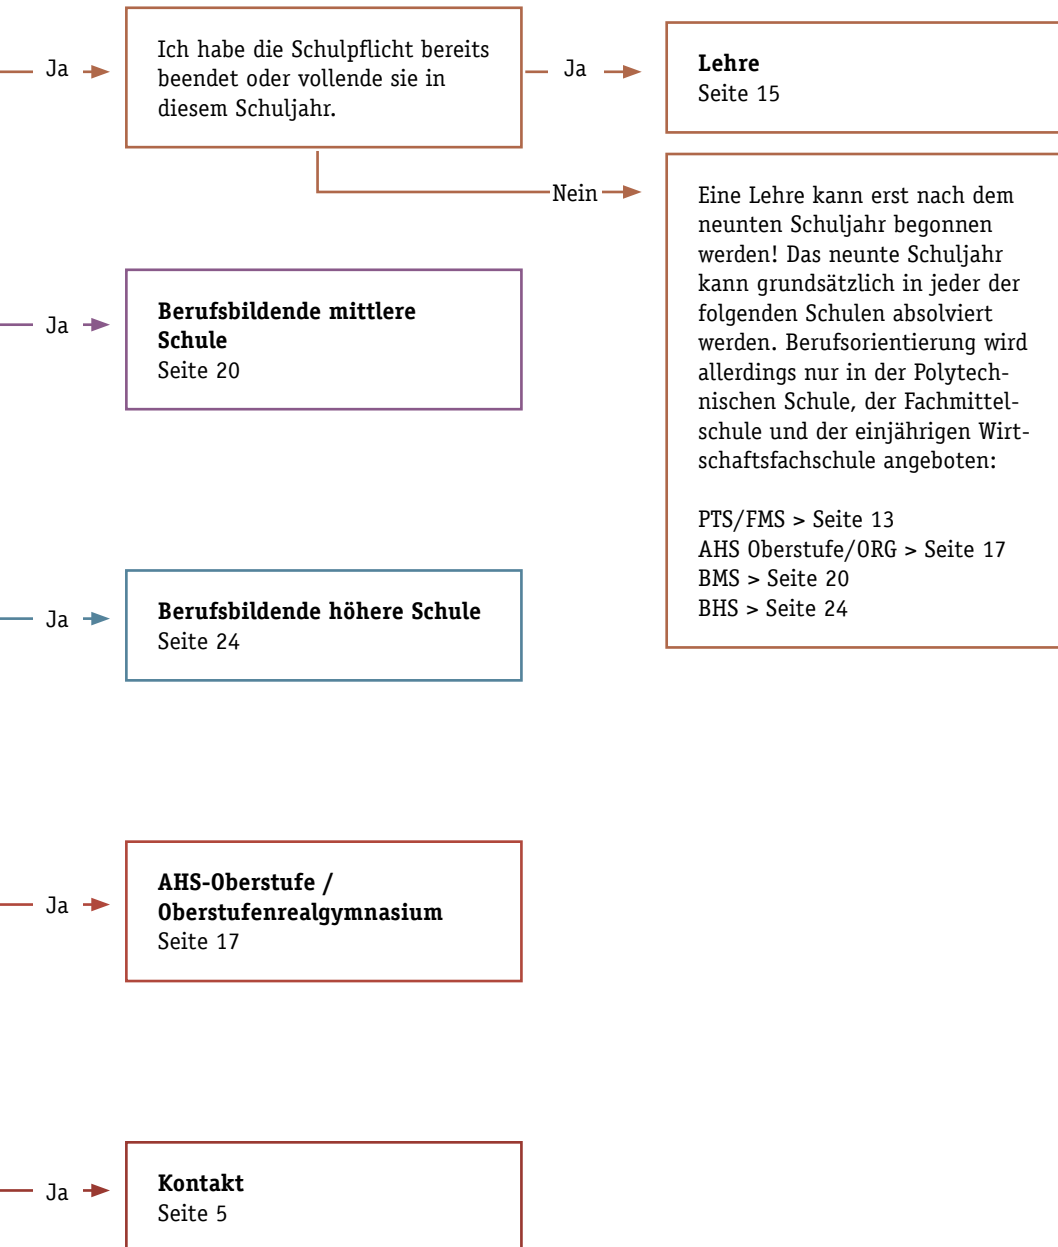 Ja
Ich habe die Schulpflicht bereits
beendet oder vollende sie in
diesem Schuljahr.
Ja
Lehre
Seite 15
Nein
Eine Lehre kann erst nach dem
neunten Schuljahr begonnen
werden! Das neunte Schuljahr
kann grundsätzlich in jeder der
folgenden Schulen absolviert
werden. Berufsorientierung wird
allerdings nur in der Polytech-
nischen Schule, der Fachmittel-
schule und der einjährigen Wirt-
schaftsfachschule angeboten:
PTS/FMS > Seite 13
AHS Oberstufe/ORG > Seite 17
BMS > Seite 20
BHS > Seite 24
Ja
Berufsbildende mittlere
Schule
Seite 20
Ja
Berufsbildende höhere Schule
Seite 24
Ja
AHS-Oberstufe /
Oberstufenrealgymnasium
Seite 17
Ja
Kontakt
Seite 5